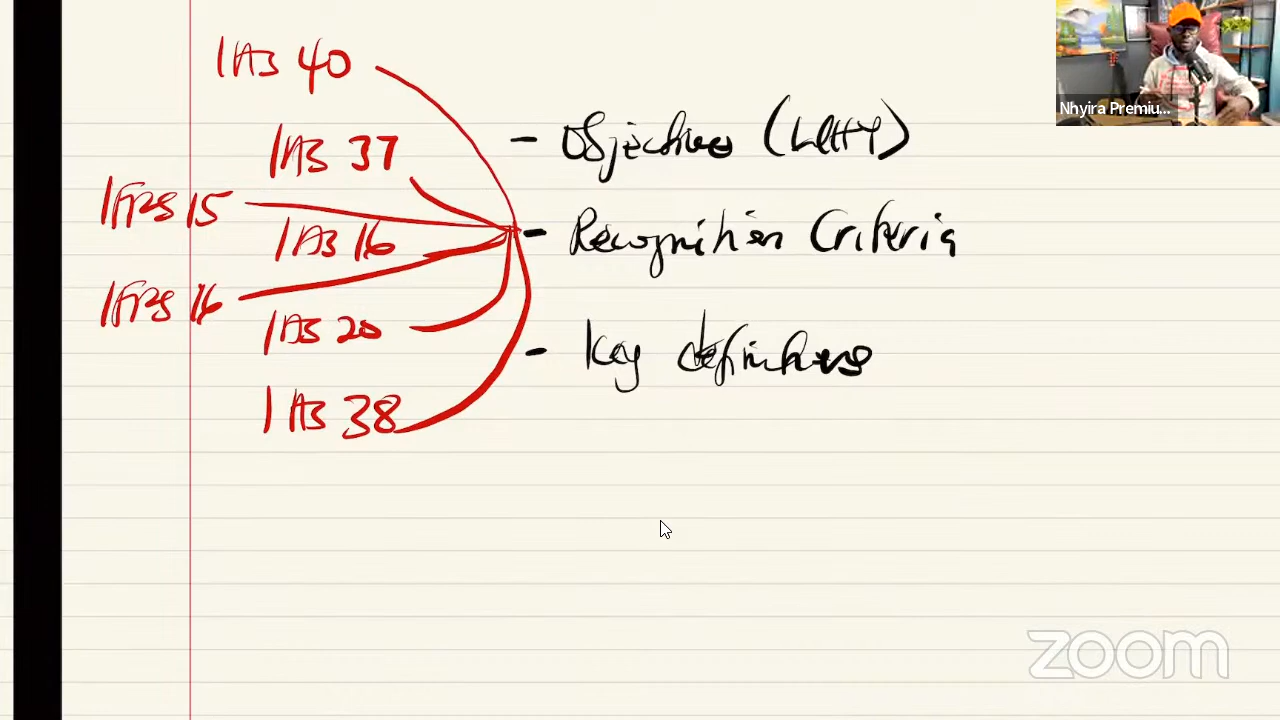 IAS 40
IAS 37
IFRS 15
IAS 16
IFRS 16
IAS 20
IAS 38
- Objectives (WHY)
- Recognition Criteria
- Key definitions
Nhyira Premiu...
zoom